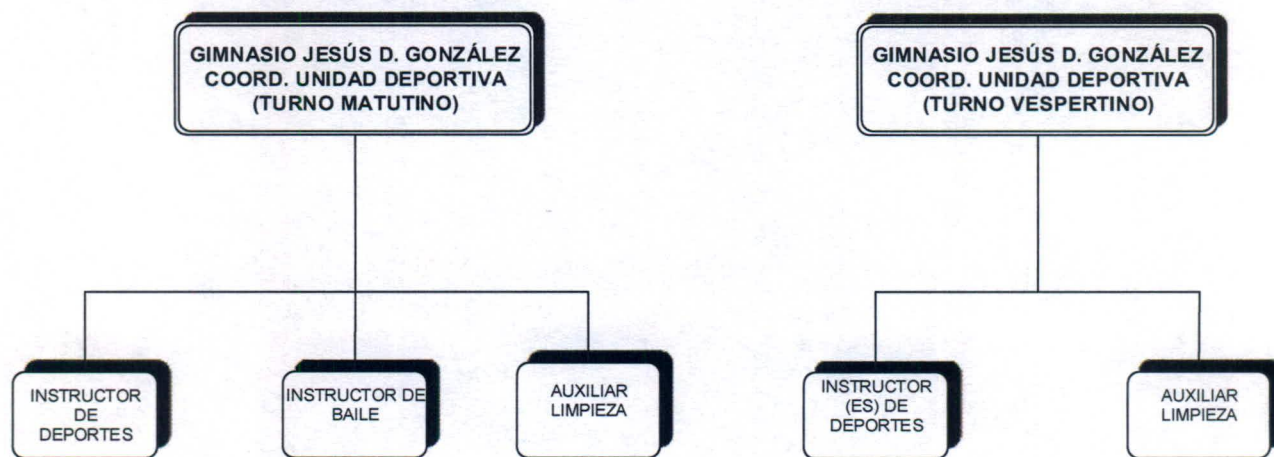 GIMNASIO JESÚS D. GONZÁLEZ
COORD. UNIDAD DEPORTIVA
(TURNO MATUTINO)
GIMNASIO JESÚS D. GONZÁLEZ
COORD. UNIDAD DEPORTIVA
(TURNO VESPERTINO)
INSTRUCTOR
DE
DEPORTES
INSTRUCTOR DE
BAILE
AUXILIAR
LIMPIEZA
INSTRUCTOR
(ES) DE
DEPORTES
AUXILIAR
LIMPIEZA